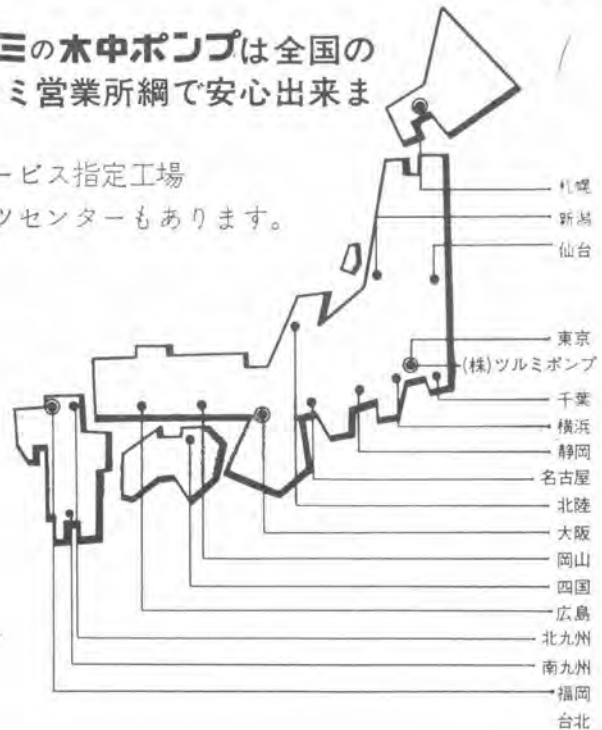 ミの水中ポンプは全国の
ミ営業所網で安心出来ま
ービス指定工場
ツセンターもあります。
札幌
新潟
仙台
東京
(株)ツルミポンプ
千葉
横浜
静岡
名古屋
北陸
大阪
岡山
四国
広島
北九州
南九州
福岡
台北